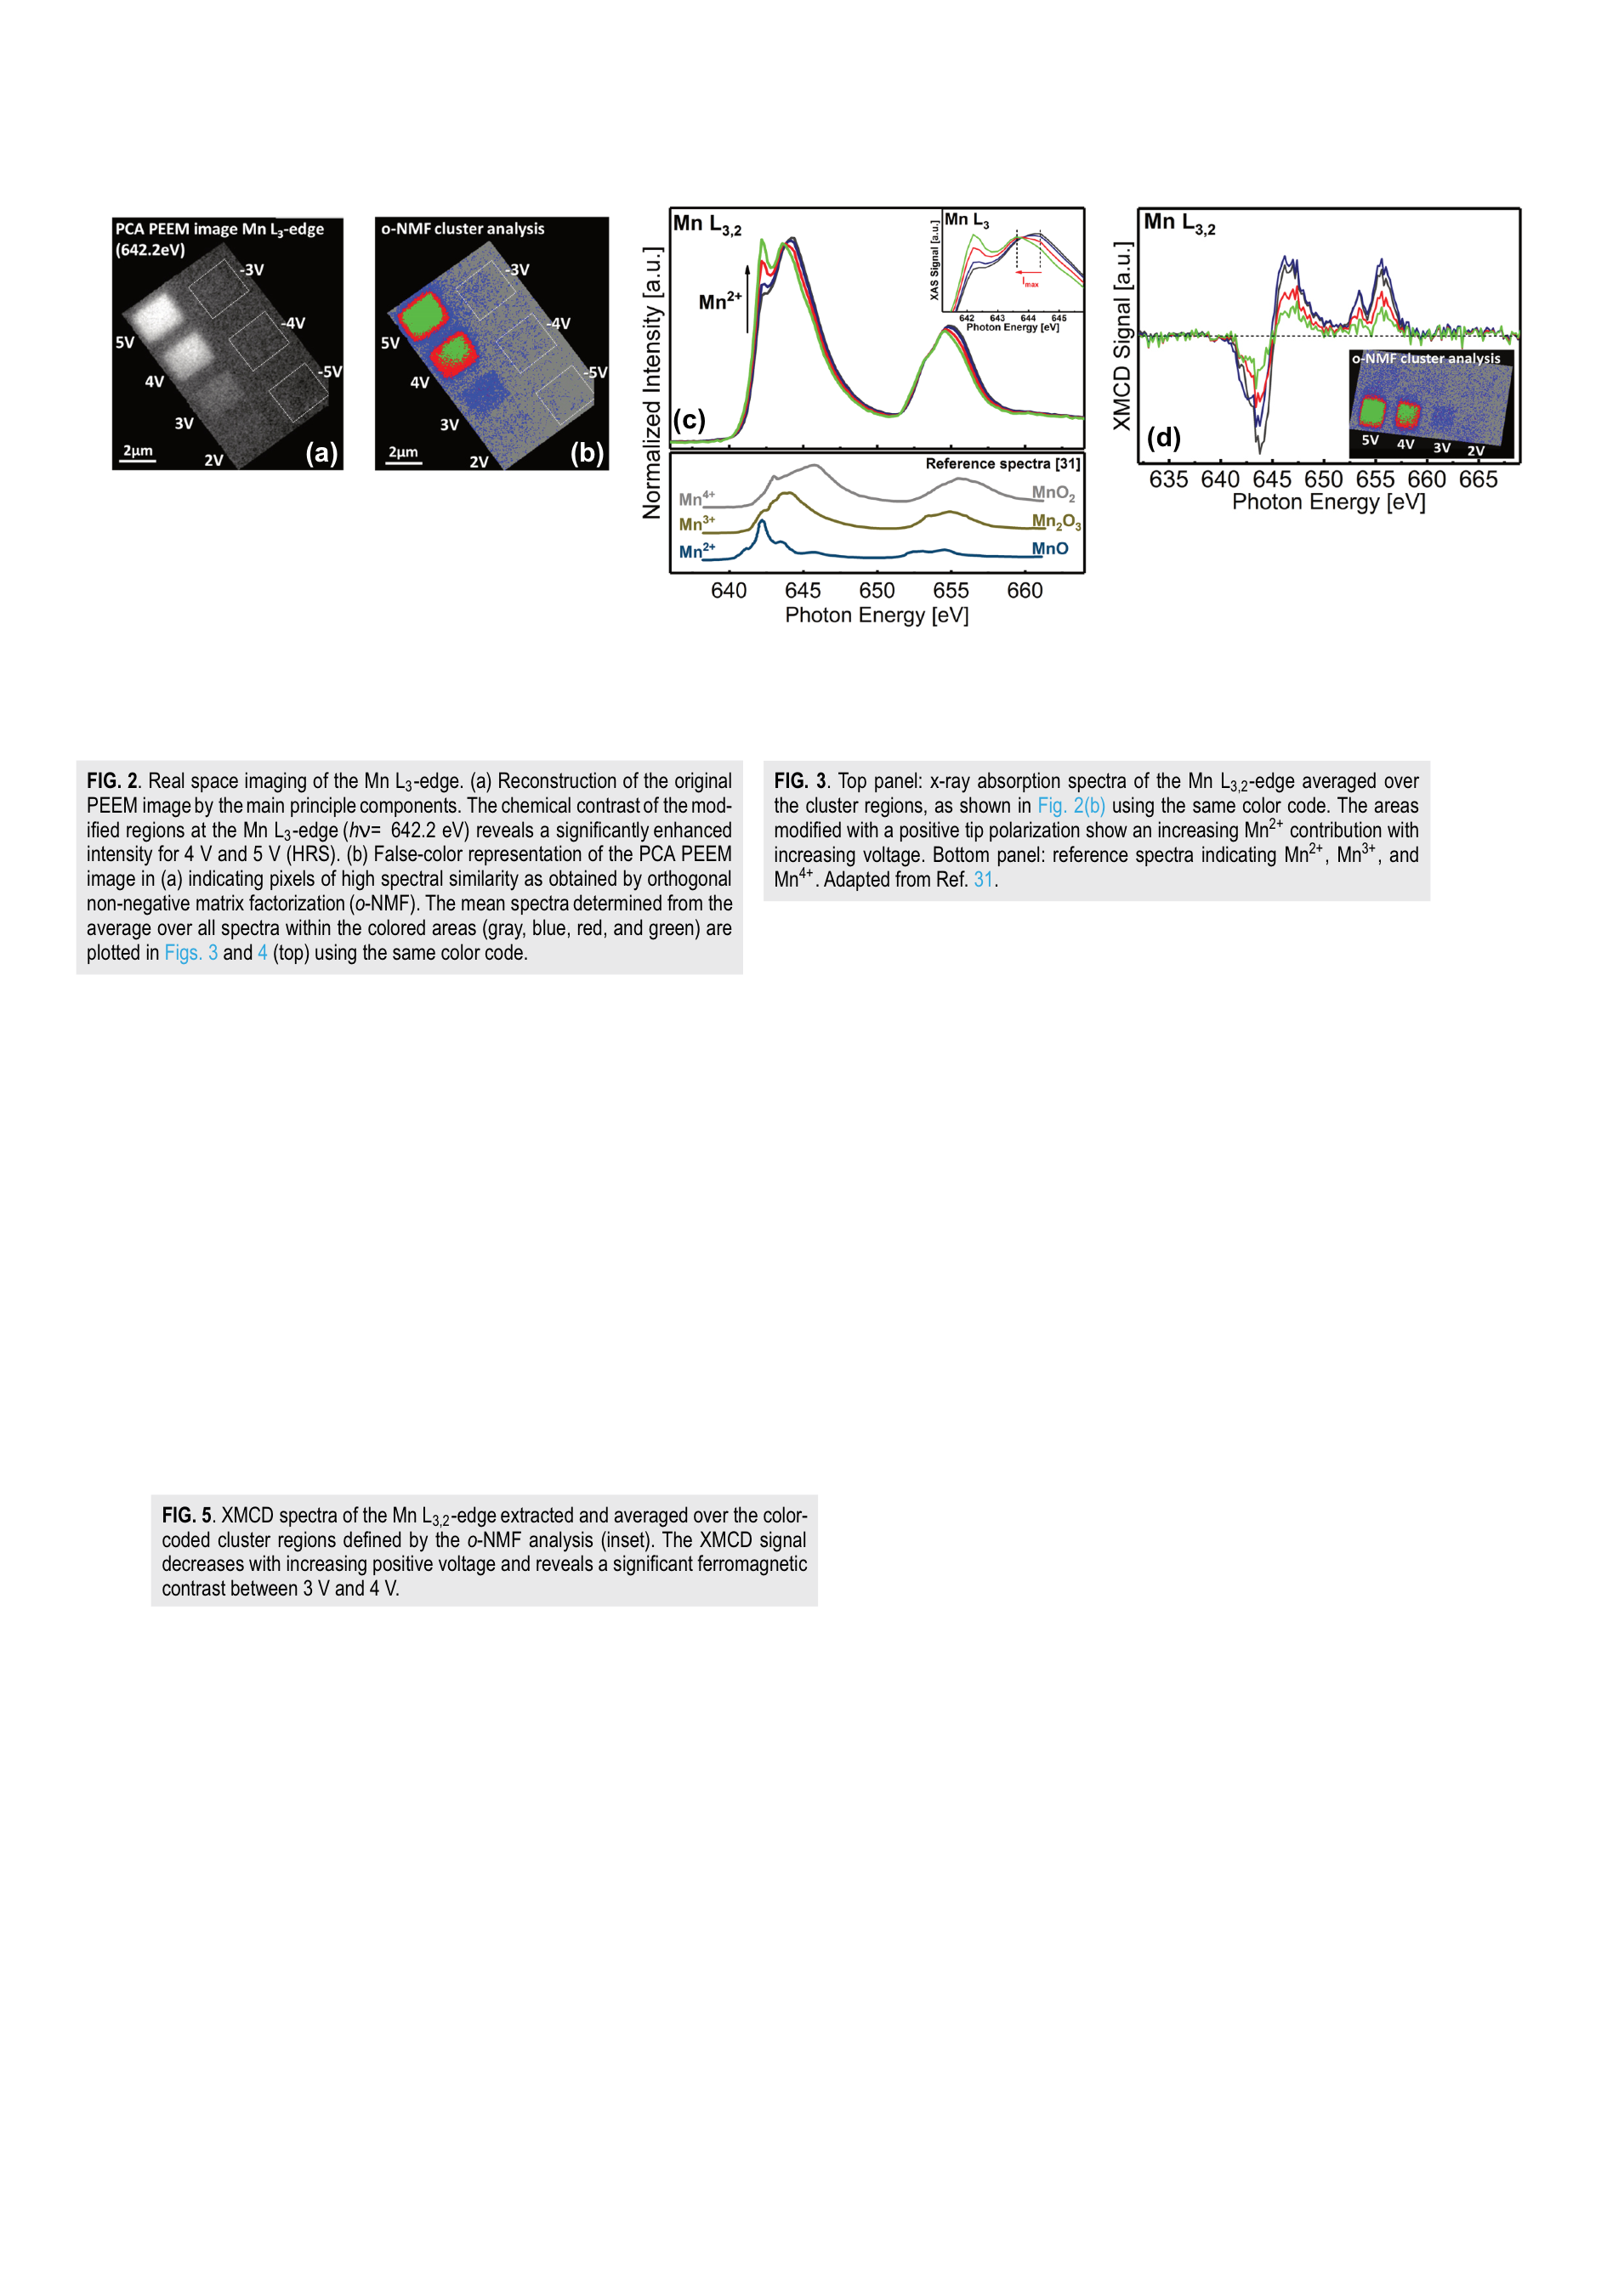 PCA PEEM image Mn L3-edge
(642.2eV)
-3V
-4V
-5V
5V
4V
3V
2V
2µm
(a)
o-NMF cluster analysis
-3V
-4V
-5V
5V
4V
3V
2V
2µm
(b)
Normalized Intensity [a.u.]
Mn L3,2
Mn2+
(c)
Mn L3
XAS Signal [a.u.]
Imax
642 643 644 645
Photon Energy [eV]
Reference spectra [31]
Mn4+ MnO2
Mn3+ Mn2O3
Mn2+ MnO
640 645 650 655 660
Photon Energy [eV]
XMCD Signal [a.u.]
Mn L3,2
(d)
o-NMF cluster analysis
5V 4V 3V 2V
635 640 645 650 655 660 665
Photon Energy [eV]
FIG. 2. Real space imaging of the Mn L3-edge. (a) Reconstruction of the original
PEEM image by the main principle components. The chemical contrast of the mod-
ified regions at the Mn L3-edge (hν= 642.2 eV) reveals a significantly enhanced
intensity for 4 V and 5 V (HRS). (b) False-color representation of the PCA PEEM
image in (a) indicating pixels of high spectral similarity as obtained by orthogonal
non-negative matrix factorization (o-NMF). The mean spectra determined from the
average over all spectra within the colored areas (gray, blue, red, and green) are
plotted in Figs. 3 and 4 (top) using the same color code.
FIG. 3. Top panel: x-ray absorption spectra of the Mn L3,2-edge averaged over
the cluster regions, as shown in Fig. 2(b) using the same color code. The areas
modified with a positive tip polarization show an increasing Mn2+ contribution with
increasing voltage. Bottom panel: reference spectra indicating Mn2+, Mn3+, and
Mn4+. Adapted from Ref. 31.
FIG. 5. XMCD spectra of the Mn L3,2-edge extracted and averaged over the color-
coded cluster regions defined by the o-NMF analysis (inset). The XMCD signal
decreases with increasing positive voltage and reveals a significant ferromagnetic
contrast between 3 V and 4 V.